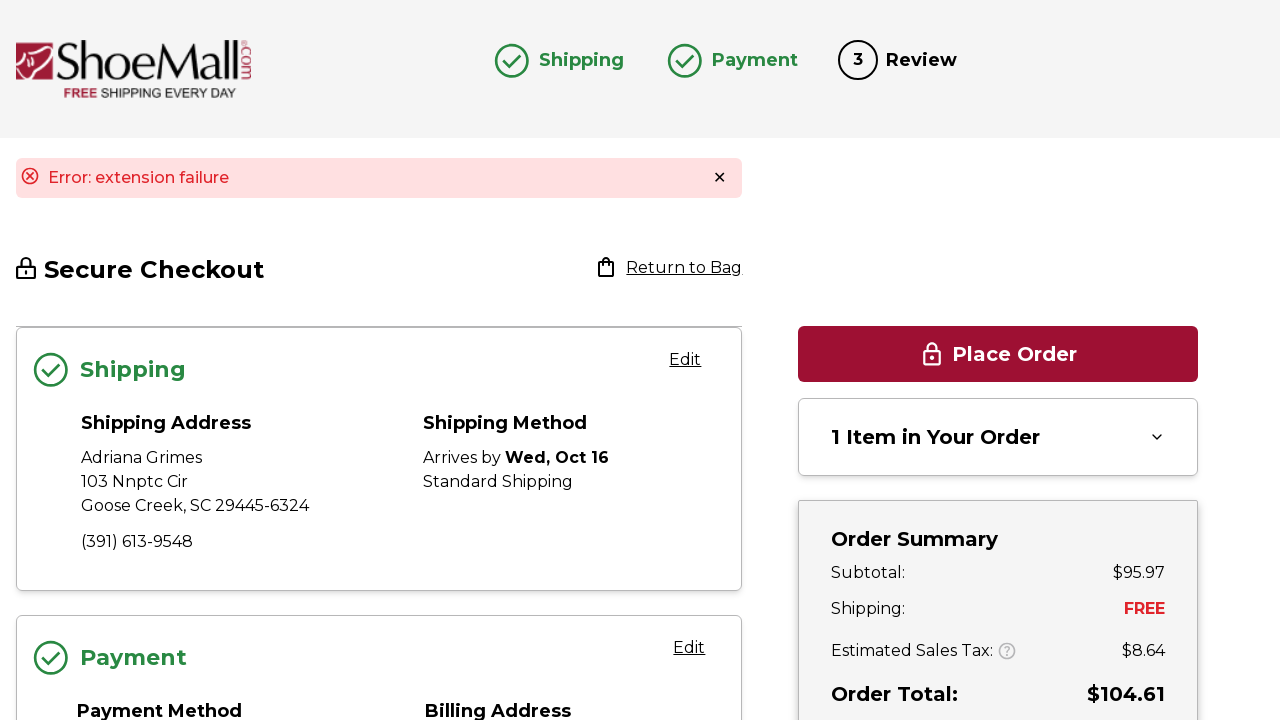 ShoeMall.com
FREE SHIPPING EVERY DAY
Shipping
Payment
3 Review
Error: extension failure
Secure Checkout
Return to Bag
Shipping
Edit
Shipping Address
Adriana Grimes
103 Nnptc Cir
Goose Creek, SC 29445-6324
(391) 613-9548
Shipping Method
Arrives by Wed, Oct 16
Standard Shipping
Payment
Edit
Payment Method
Billing Address
Place Order
1 Item in Your Order
Order Summary
Subtotal: $95.97
Shipping: FREE
Estimated Sales Tax: $8.64
Order Total: $104.61